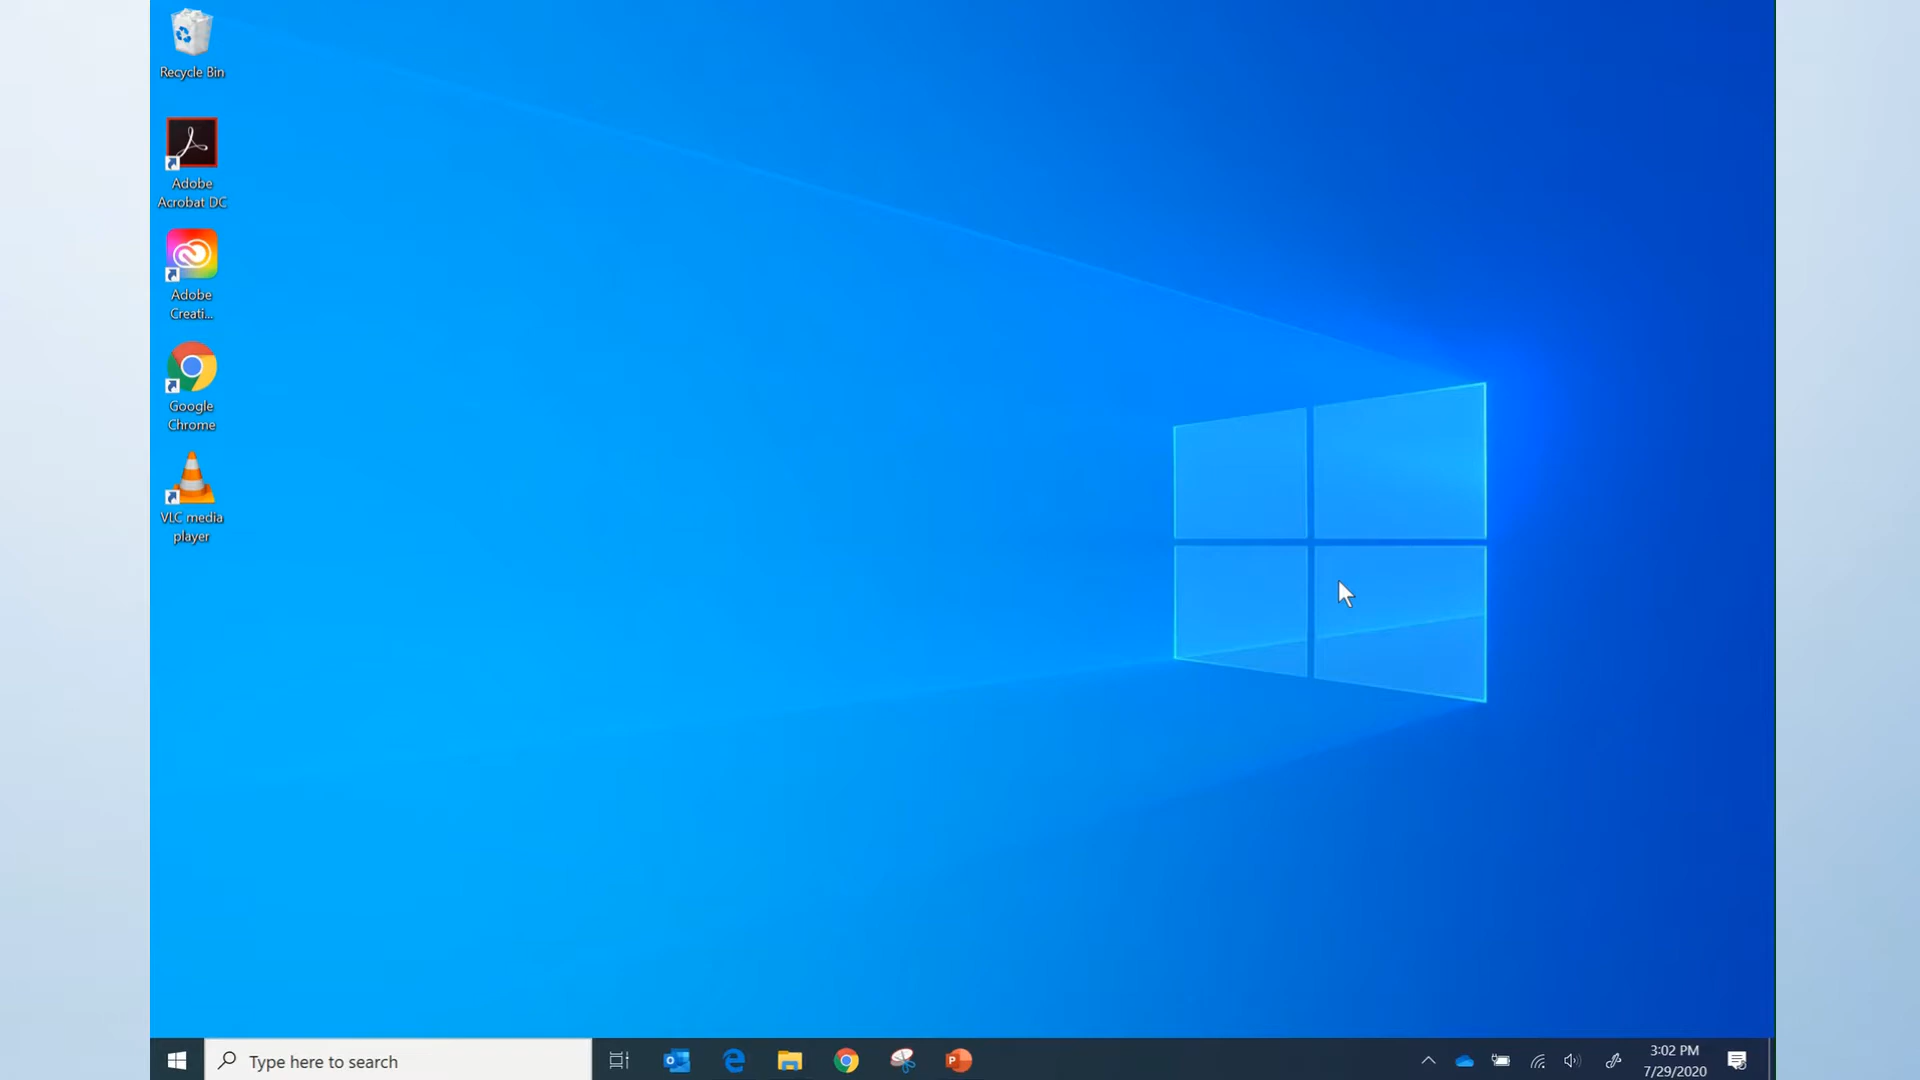 Recycle Bin
Adobe
Acrobat DC
Adobe
Creati...
Google
Chrome
VLC media
player
Type here to search
3:02 PM
7/29/2020